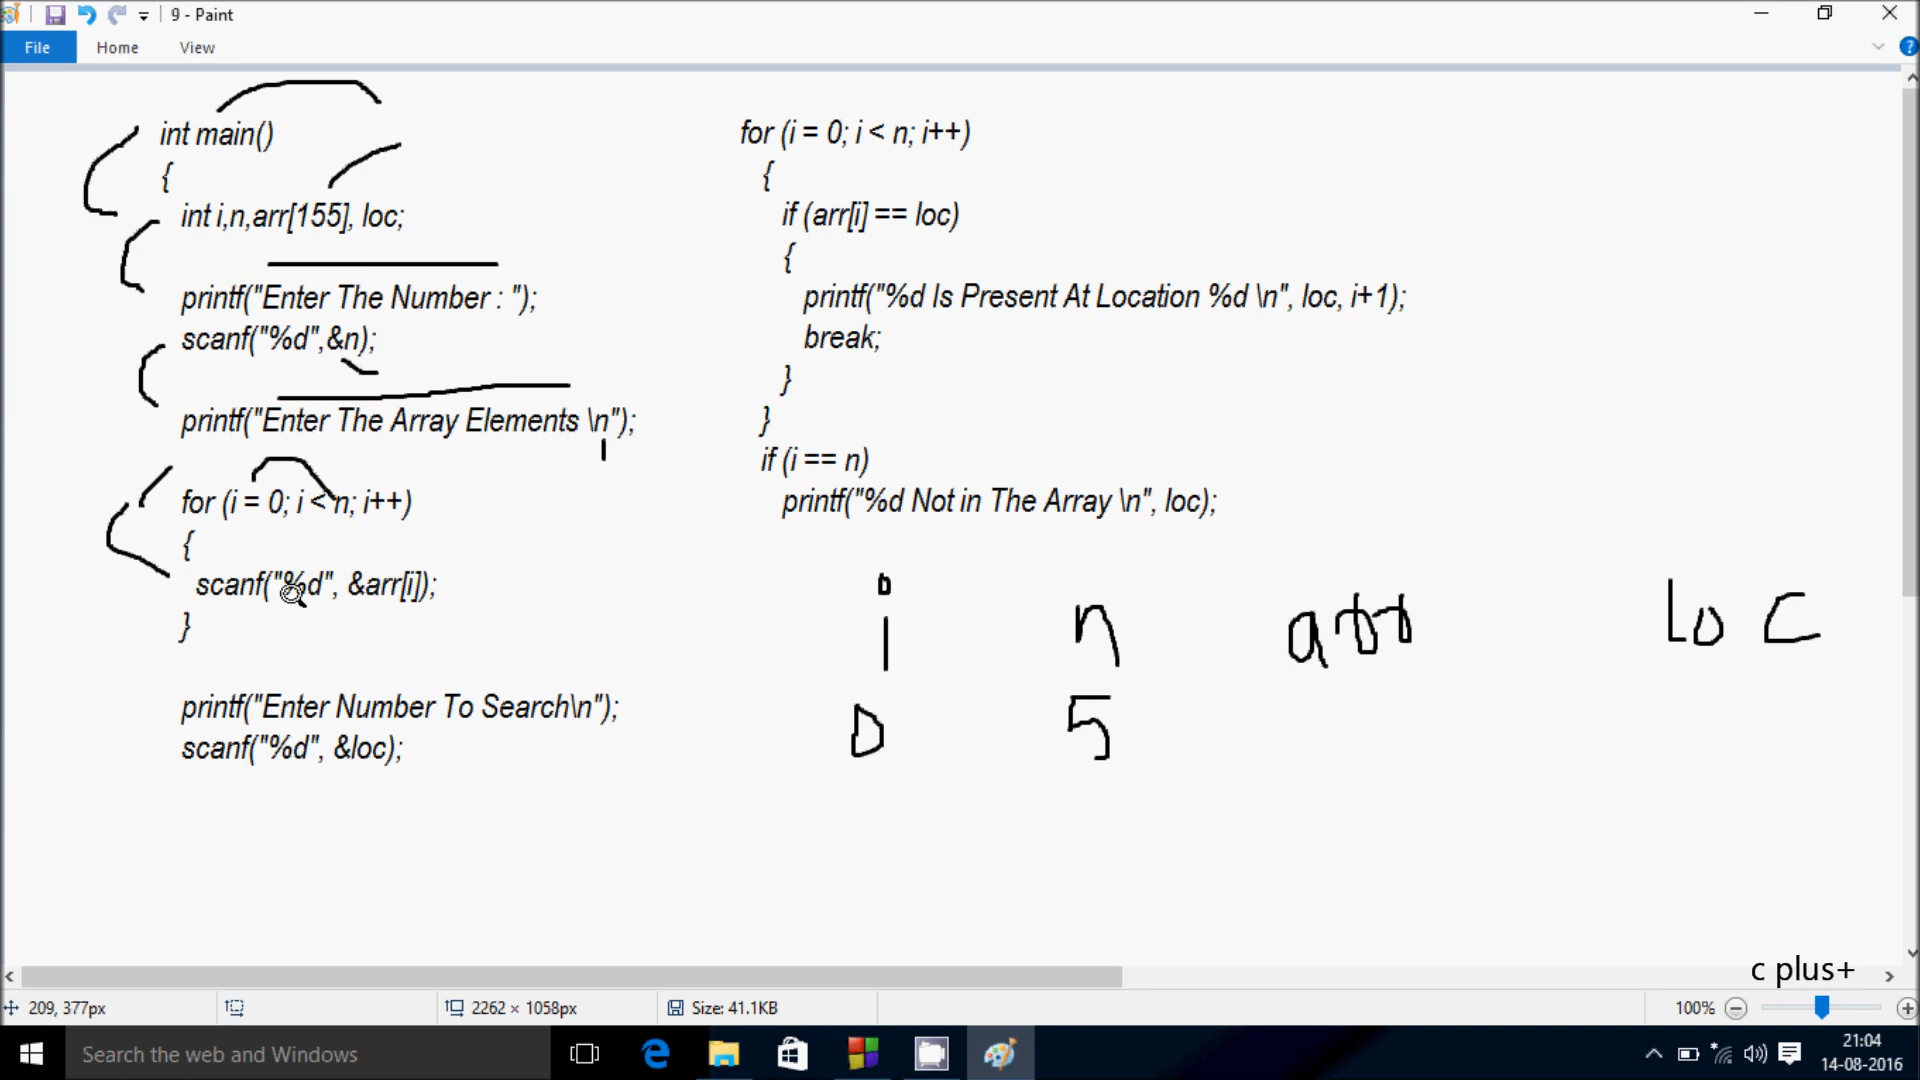 9 - Paint
File Home View
int main()
{
int i,n,arr[155], loc;
printf("Enter The Number : ");
scanf("%d",&n);
printf("Enter The Array Elements \n");
for (i = 0; i < n; i++)
{
scanf("%d", &arr[i]);
}
printf("Enter Number To Search\n");
scanf("%d", &loc);
for (i = 0; i < n; i++)
{
if (arr[i] == loc)
{
printf("%d Is Present At Location %d \n", loc, i+1);
break;
}
}
if (i == n)
printf("%d Not in The Array \n", loc);
i n arr loc
0 5
c plus+
209, 377px 2262 × 1058px Size: 41.1KB 100%
Search the web and Windows
21:04
14-08-2016